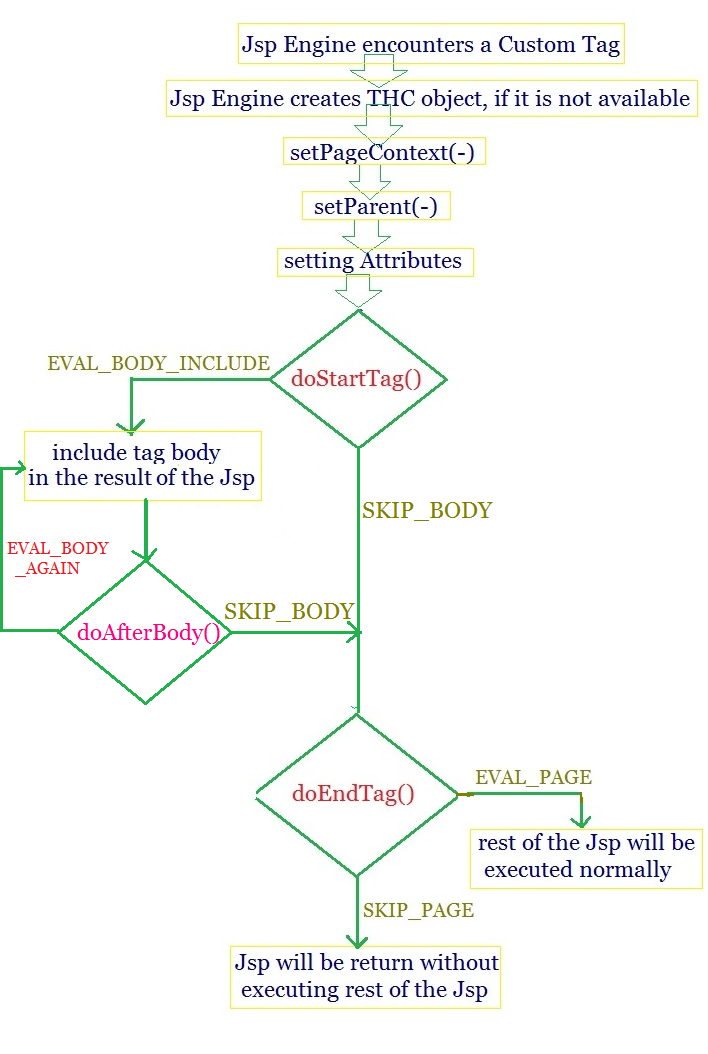 Jsp Engine encounters a Custom Tag
Jsp Engine creates THC object, if it is not available
setPageContext(-)
setParent(-)
setting Attributes
doStartTag()
EVAL_BODY_INCLUDE
include tag body
in the result of the Jsp
SKIP_BODY
EVAL_BODY
_AGAIN
doAfterBody()
SKIP_BODY
doEndTag()
EVAL_PAGE
rest of the Jsp will be
executed normally
SKIP_PAGE
Jsp will be return without
executing rest of the Jsp